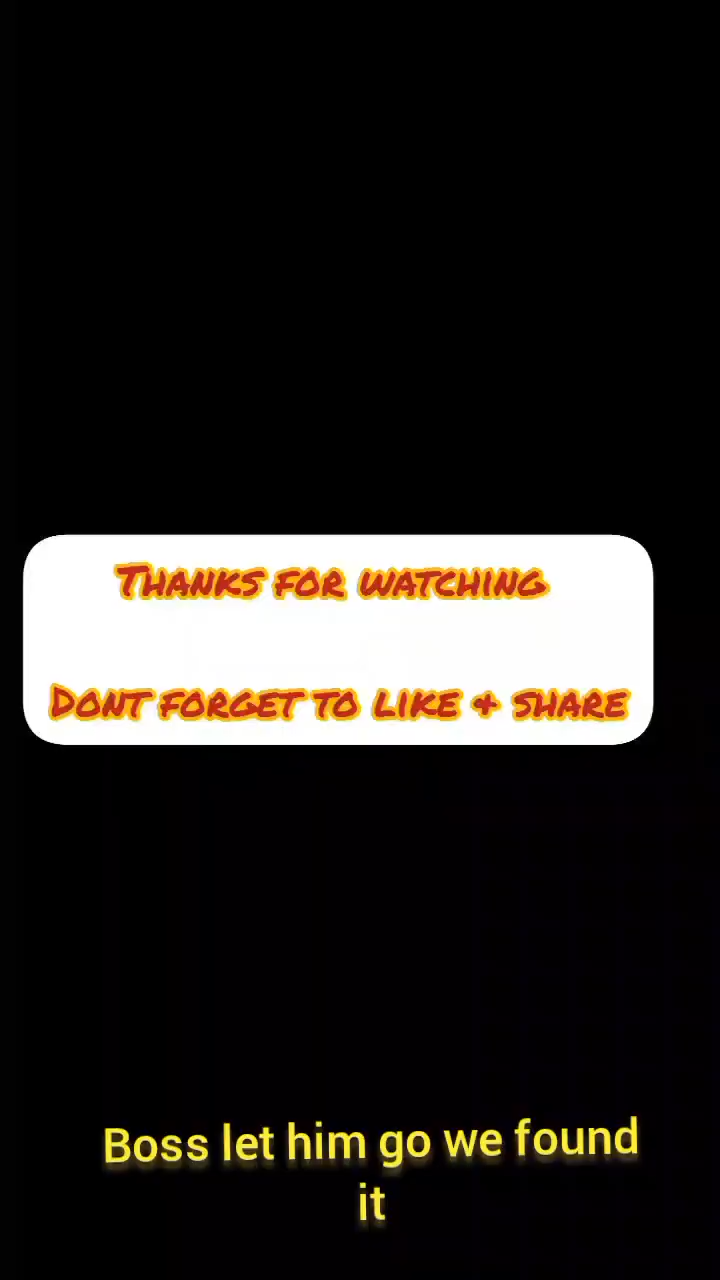 Thanks for watching
Dont forget to like & share
Boss let him go we found
it